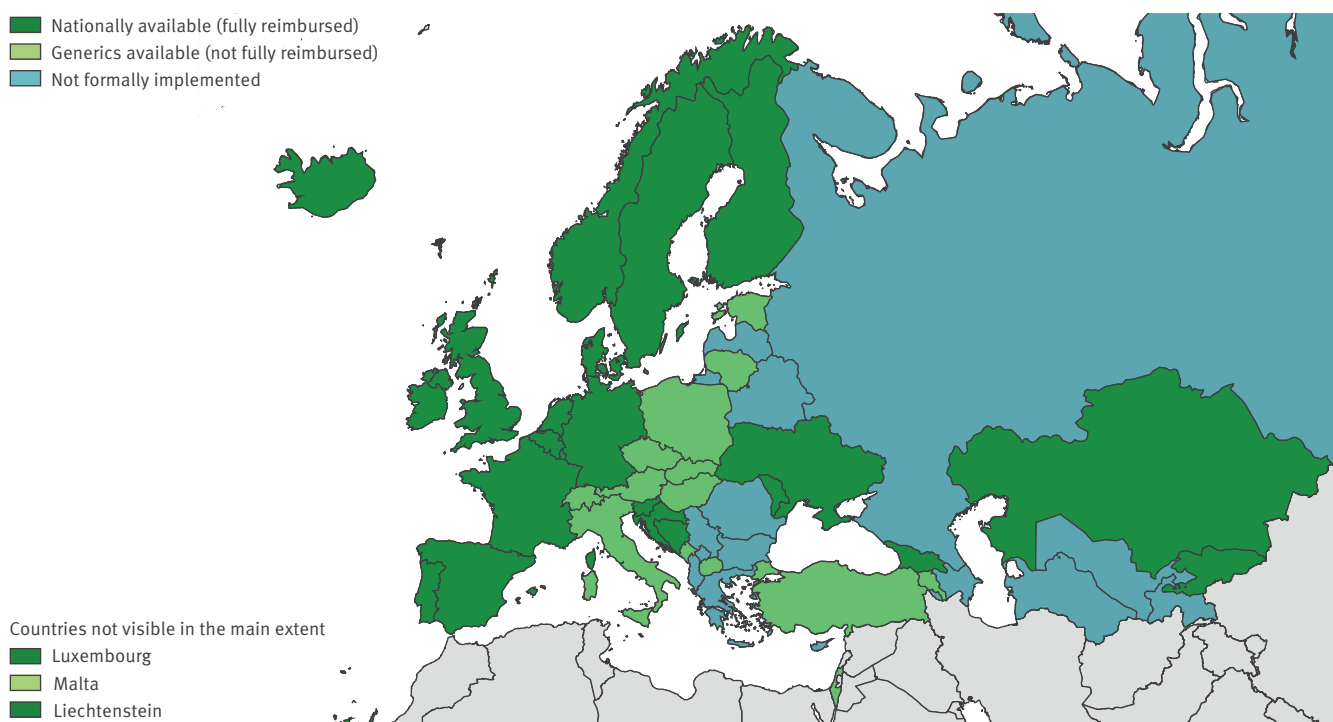 Nationally available (fully reimbursed)
Generics available (not fully reimbursed)
Not formally implemented
Countries not visible in the main extent
Luxembourg
Malta
Liechtenstein